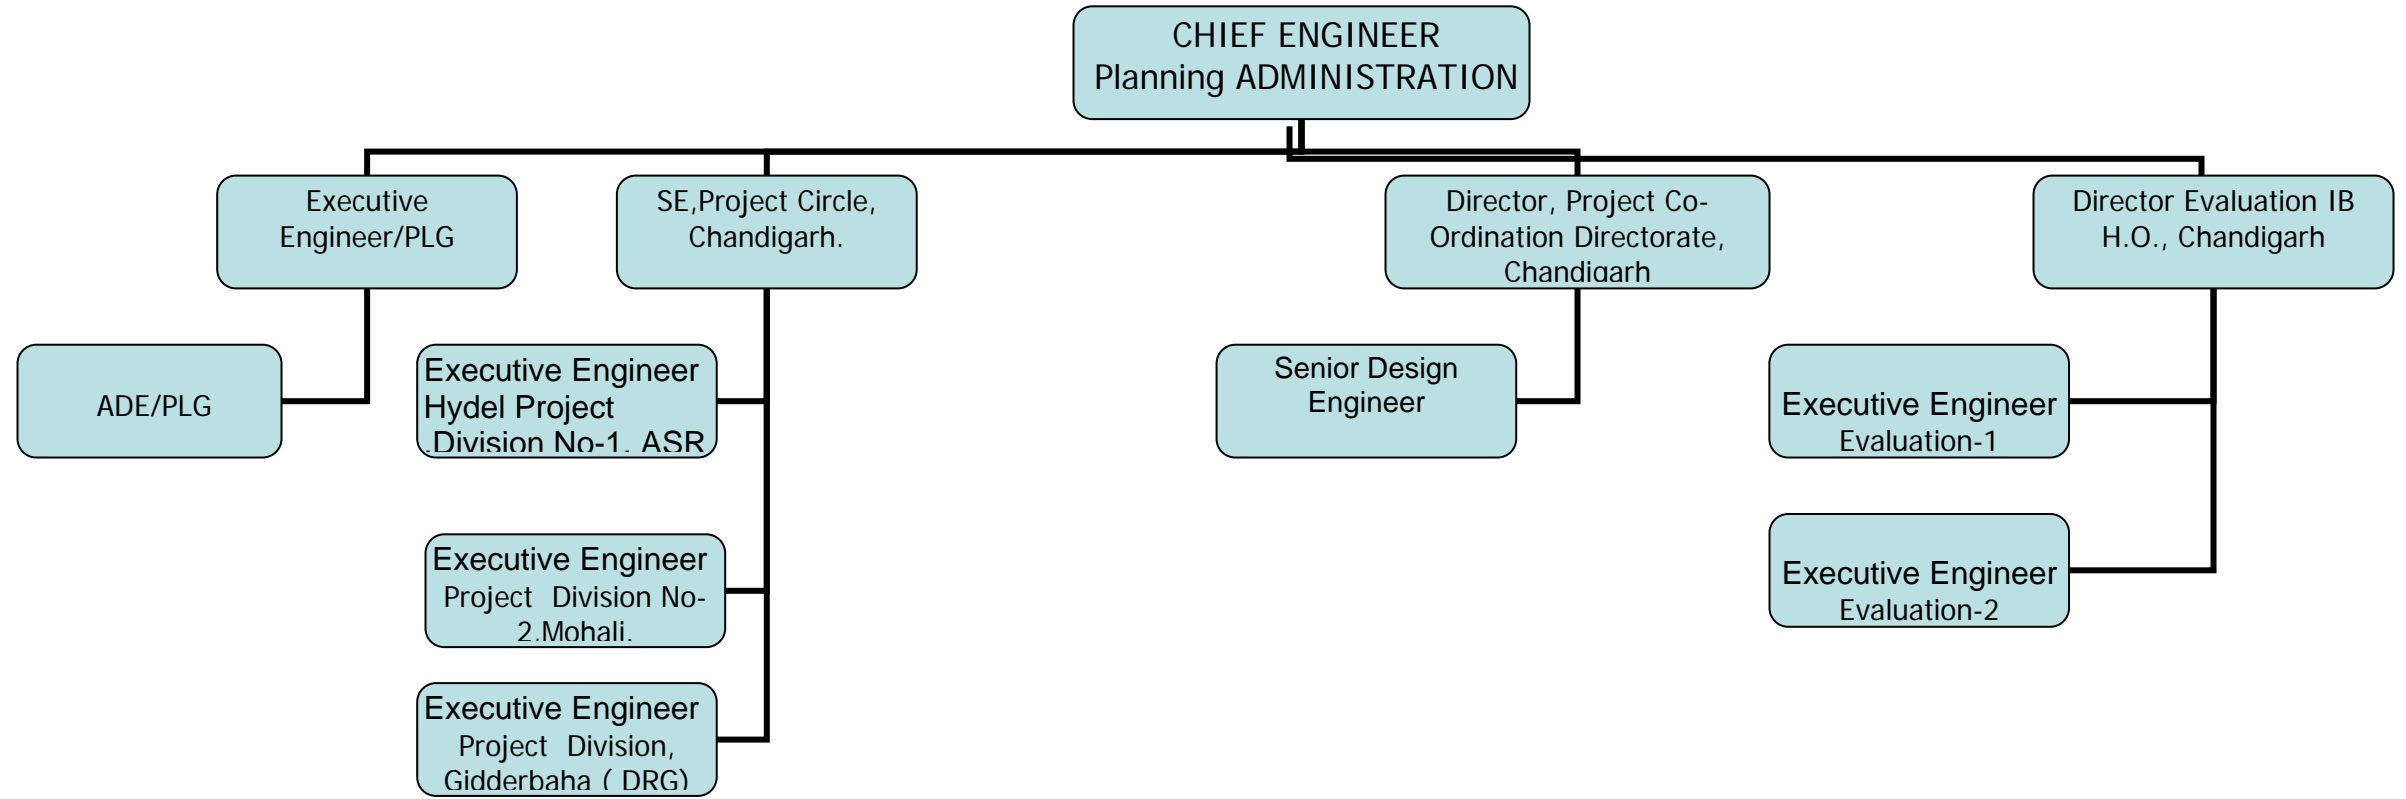 CHIEF ENGINEER
Planning ADMINISTRATION
Executive
Engineer/PLG
SE,Project Circle,
Chandigarh.
Director, Project Co-
Ordination Directorate,
Chandigarh
Director Evaluation IB
H.O., Chandigarh
ADE/PLG
Executive Engineer
Hydel Project
,Division No-1, ASR
Senior Design
Engineer
Executive Engineer
Evaluation-1
Executive Engineer
Project Division No-
2,Mohali.
Executive Engineer
Evaluation-2
Executive Engineer
Project Division,
Gidderbaha ( DRG)